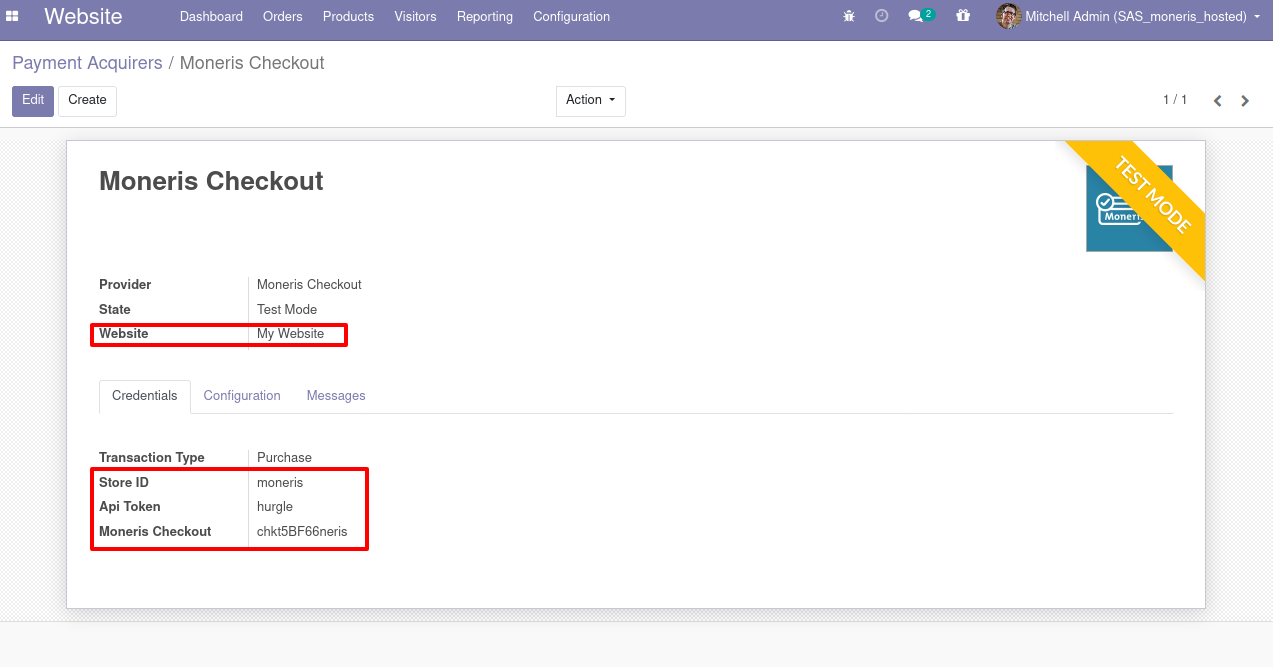 Website Dashboard Orders Products Visitors Reporting Configuration 2 Mitchell Admin (SAS_moneris_hosted)
Payment Acquirers / Moneris Checkout
Edit Create Action 1 / 1
Moneris Checkout
TEST MODE
Provider Moneris Checkout
State Test Mode
Website My Website
Credentials Configuration Messages
Transaction Type Purchase
Store ID moneris
Api Token hurgle
Moneris Checkout chkt5BF66neris